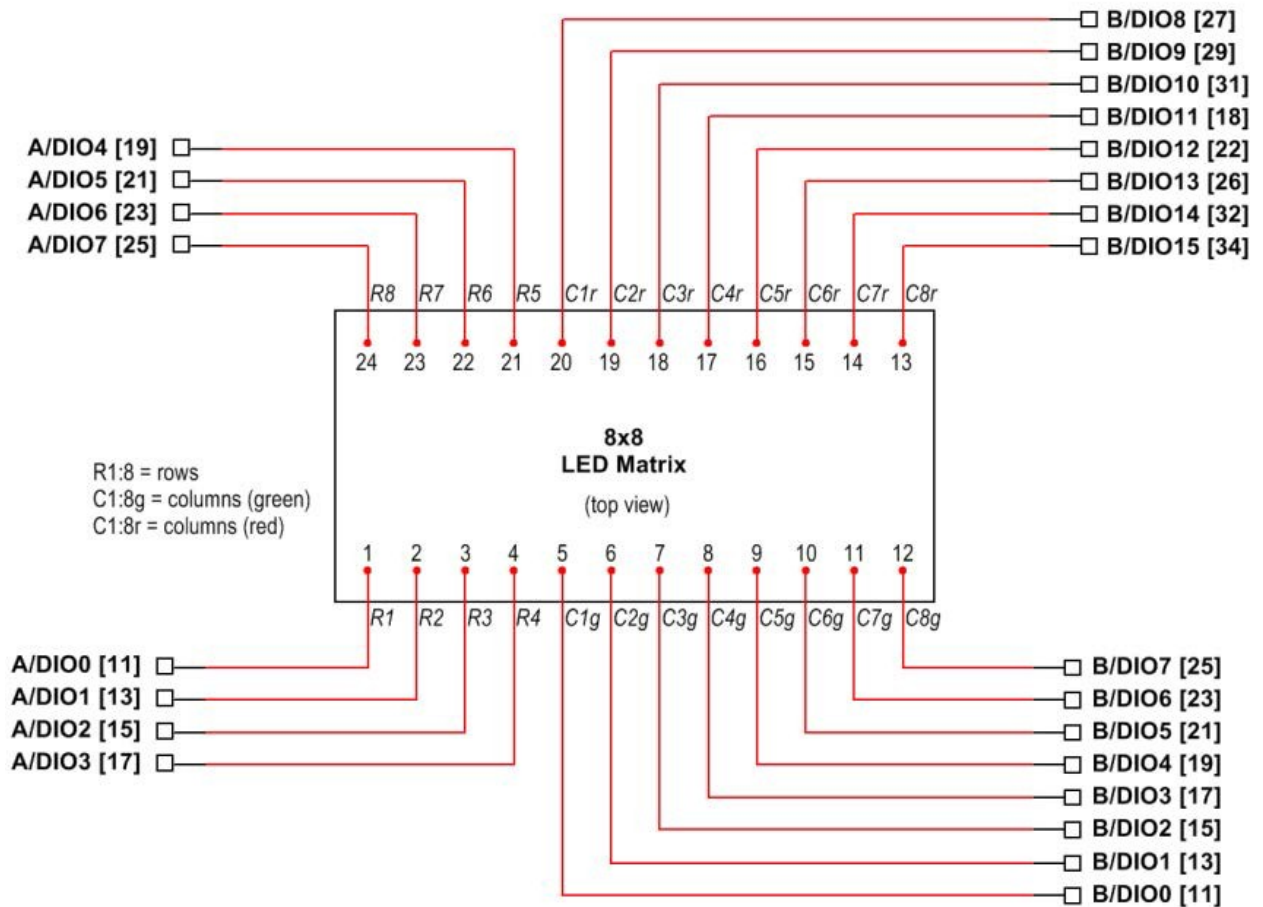 B/DIO8 [27]
B/DIO9 [29]
B/DIO10 [31]
B/DIO11 [18]
A/DIO4 [19] B/DIO12 [22]
A/DIO5 [21] B/DIO13 [26]
A/DIO6 [23] B/DIO14 [32]
A/DIO7 [25] B/DIO15 [34]
R8 R7 R6 R5 C1r C2r C3r C4r C5r C6r C7r C8r
24 23 22 21 20 19 18 17 16 15 14 13
8x8
LED Matrix
(top view)
R1:8 = rows
C1:8g = columns (green)
C1:8r = columns (red)
1 2 3 4 5 6 7 8 9 10 11 12
R1 R2 R3 R4 C1g C2g C3g C4g C5g C6g C7g C8g
A/DIO0 [11] B/DIO7 [25]
A/DIO1 [13] B/DIO6 [23]
A/DIO2 [15] B/DIO5 [21]
A/DIO3 [17] B/DIO4 [19]
B/DIO3 [17]
B/DIO2 [15]
B/DIO1 [13]
B/DIO0 [11]